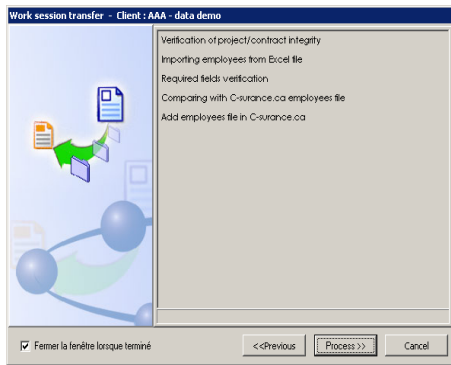 Work session transfer - Client : AAA - data demo
Verification of project/contract integrity
Importing employees from Excel file
Required fields verification
Comparing with C-surance.ca employees file
Add employees file in C-surance.ca
Fermer la fenêtre lorsque terminé
<<Previous
Process >>
Cancel